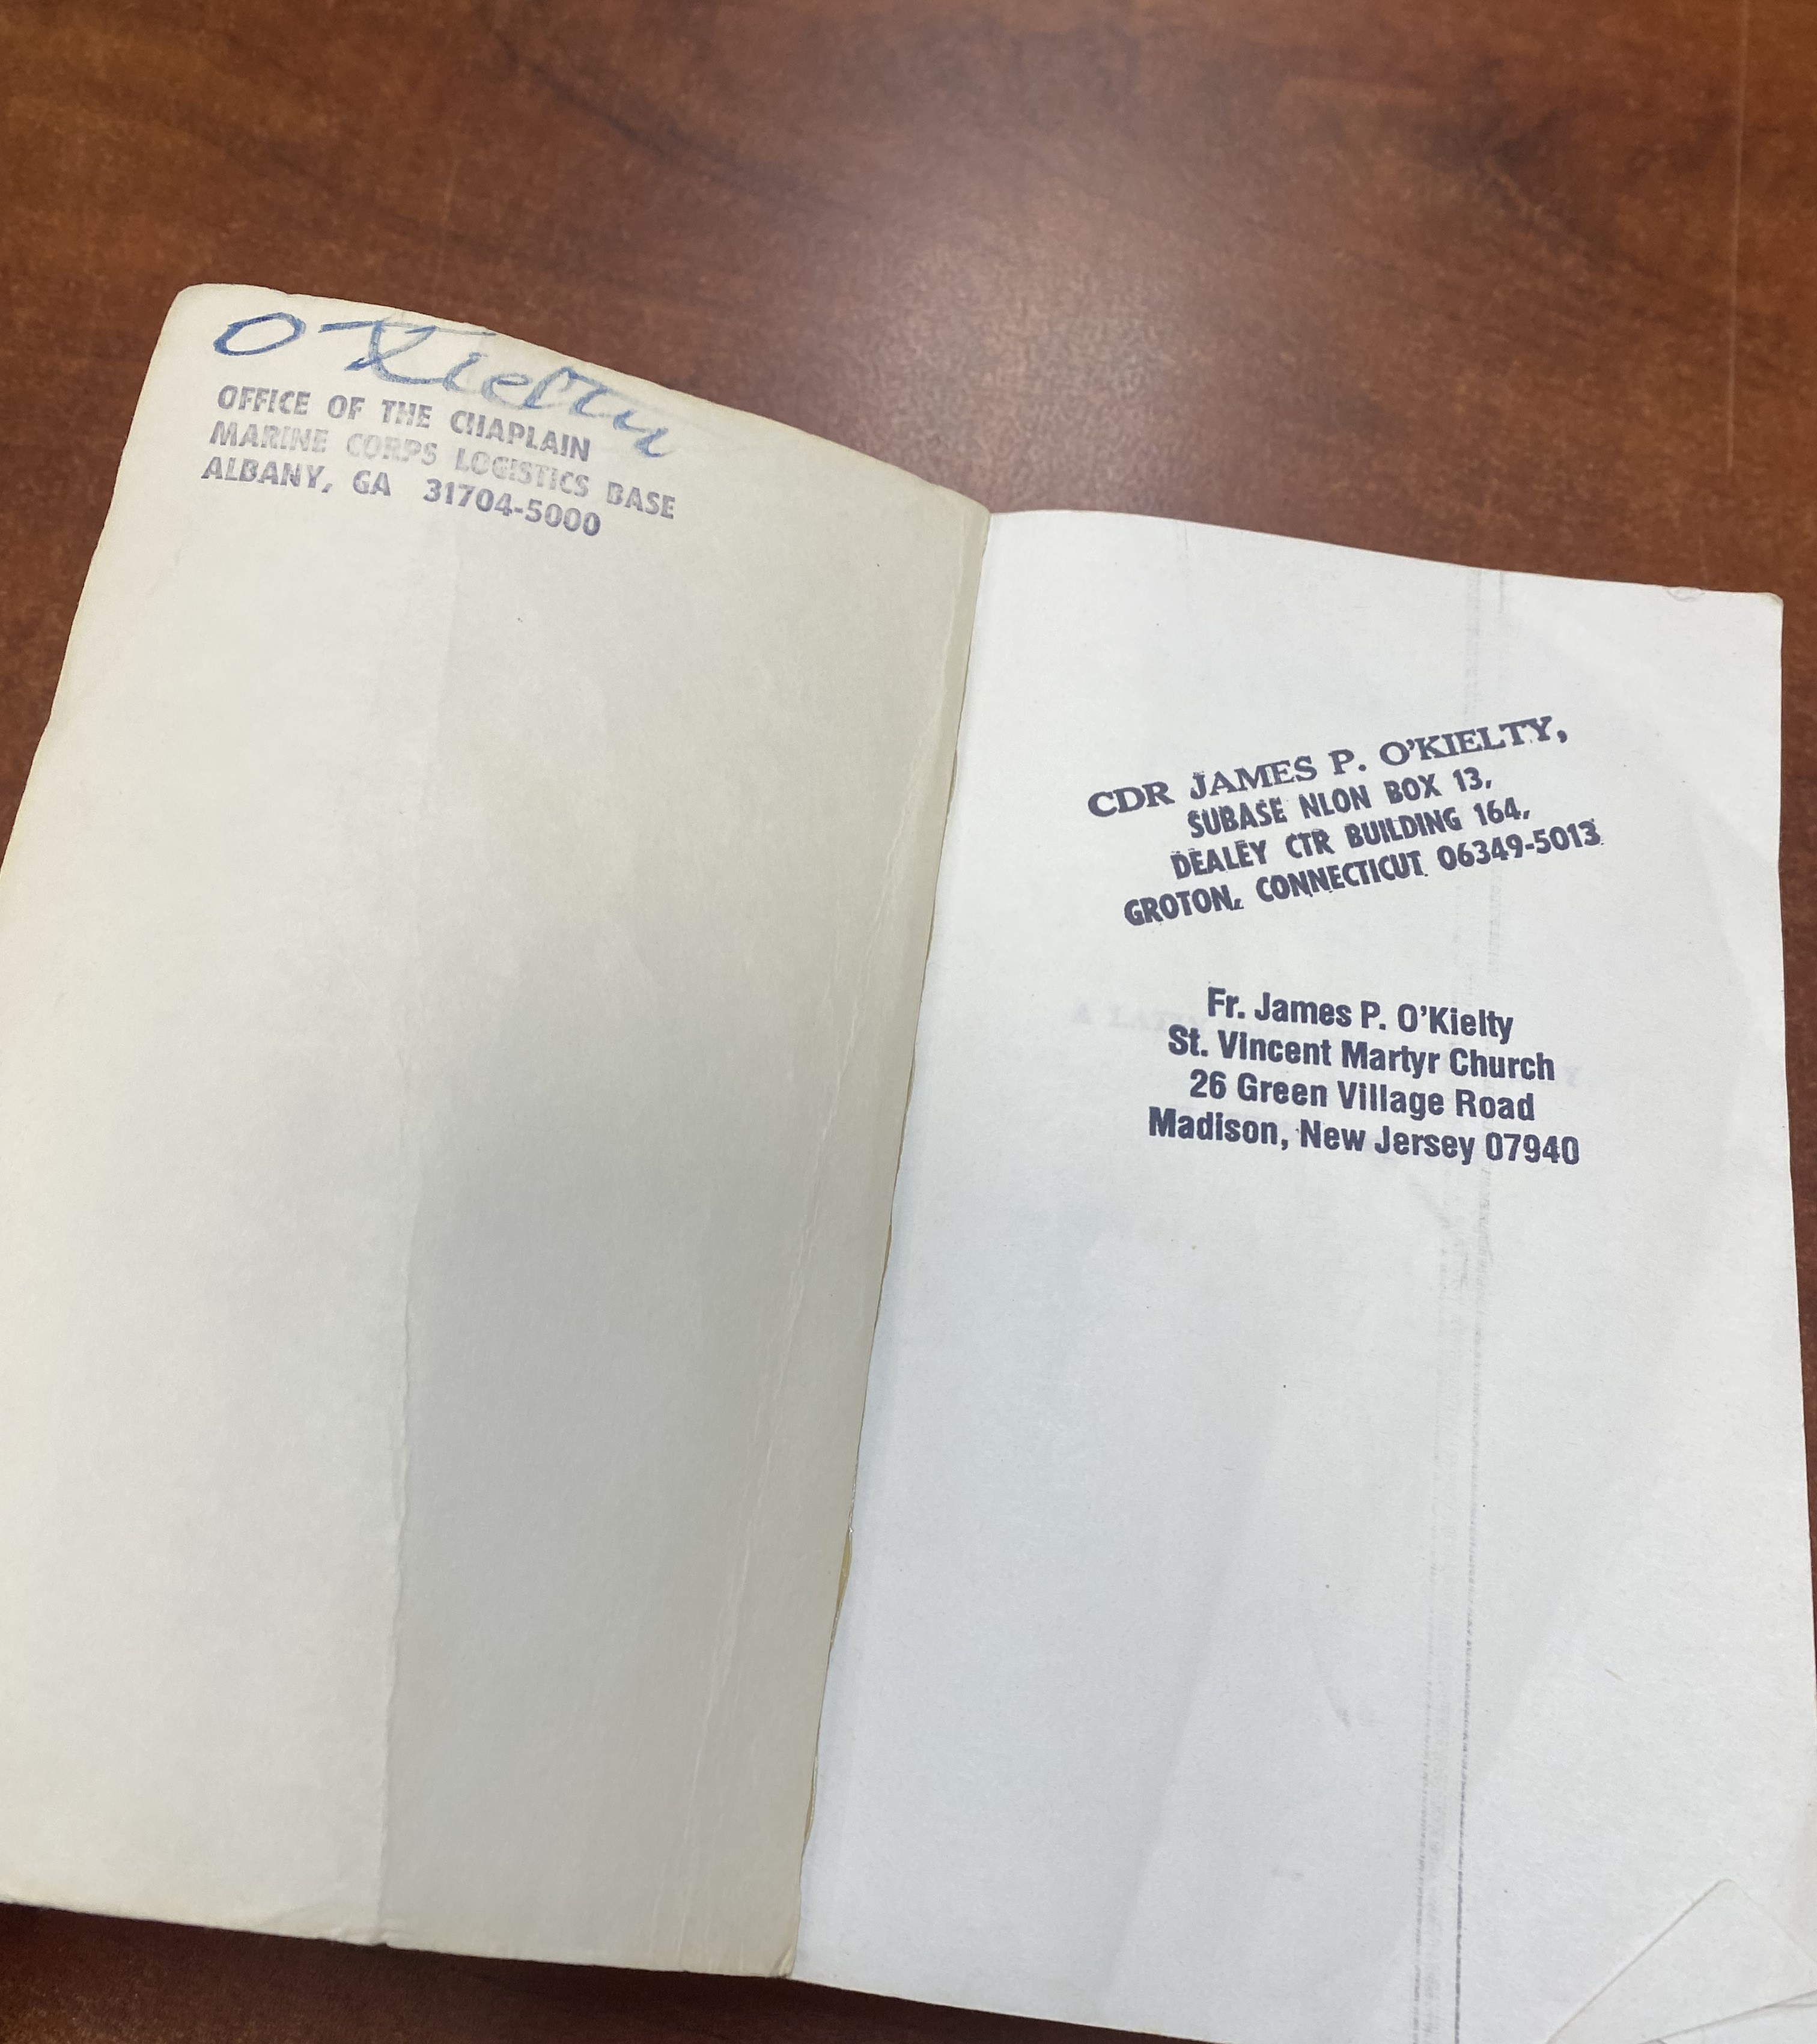 O'Kielty
OFFICE OF THE CHAPLAIN
MARINE CORPS LOGISTICS BASE
ALBANY, GA 31704-5000
CDR JAMES P. O'KIELTY,
SUBASE NLON BOX 13,
DEALEY CTR BUILDING 164,
GROTON, CONNECTICUT 06349-5013
Fr. James P. O'Kielty
St. Vincent Martyr Church
26 Green Village Road
Madison, New Jersey 07940